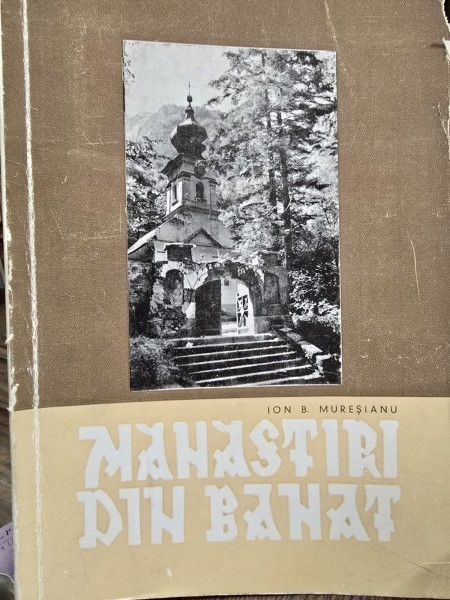 ION B. MUREȘIANU
MANASTIRI
DIN BANAT